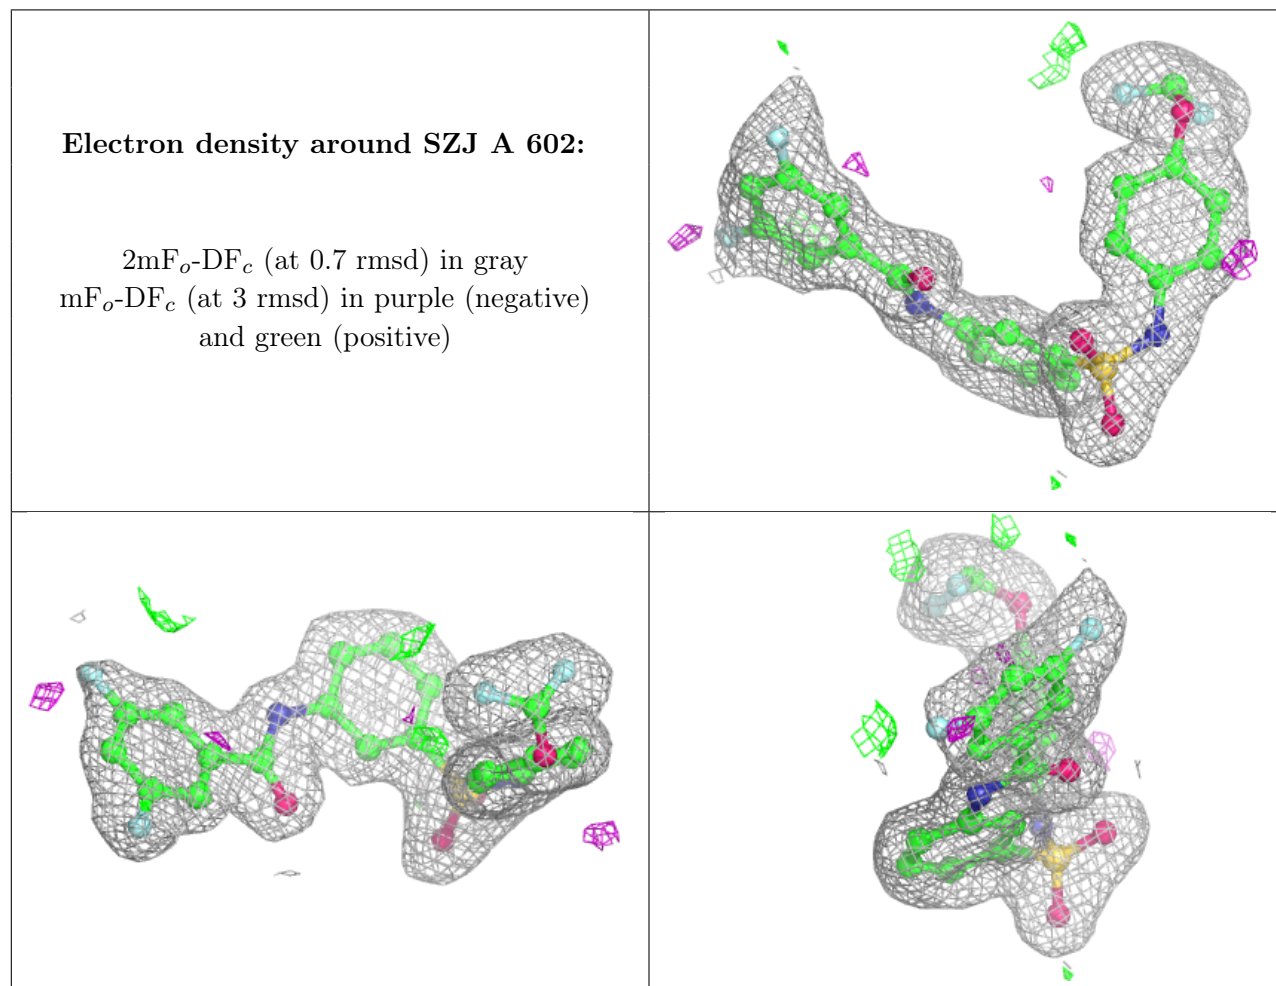 Electron density around SZJ A 602:
2mFo-DFc (at 0.7 rmsd) in gray
mFo-DFc (at 3 rmsd) in purple (negative)
and green (positive)